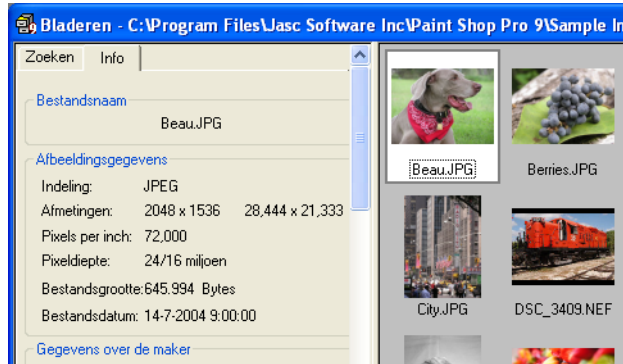 Bladeren - C:\Program Files\Jasc Software Inc\Paint Shop Pro 9\Sample
Zoeken Info
Bestandsnaam
Beau.JPG
Afbeeldingsgegevens
Indeling: JPEG
Afmetingen: 2048 x 1536 28,444 x 21,333
Pixels per inch: 72,000
Pixeldiepte: 24/16 miljoen
Bestandsgrootte: 645.994 Bytes
Bestandsdatum: 14-7-2004 9:00:00
Gegevens over de maker
Beau.JPG Berries.JPG
City.JPG DSC_3409.NEF